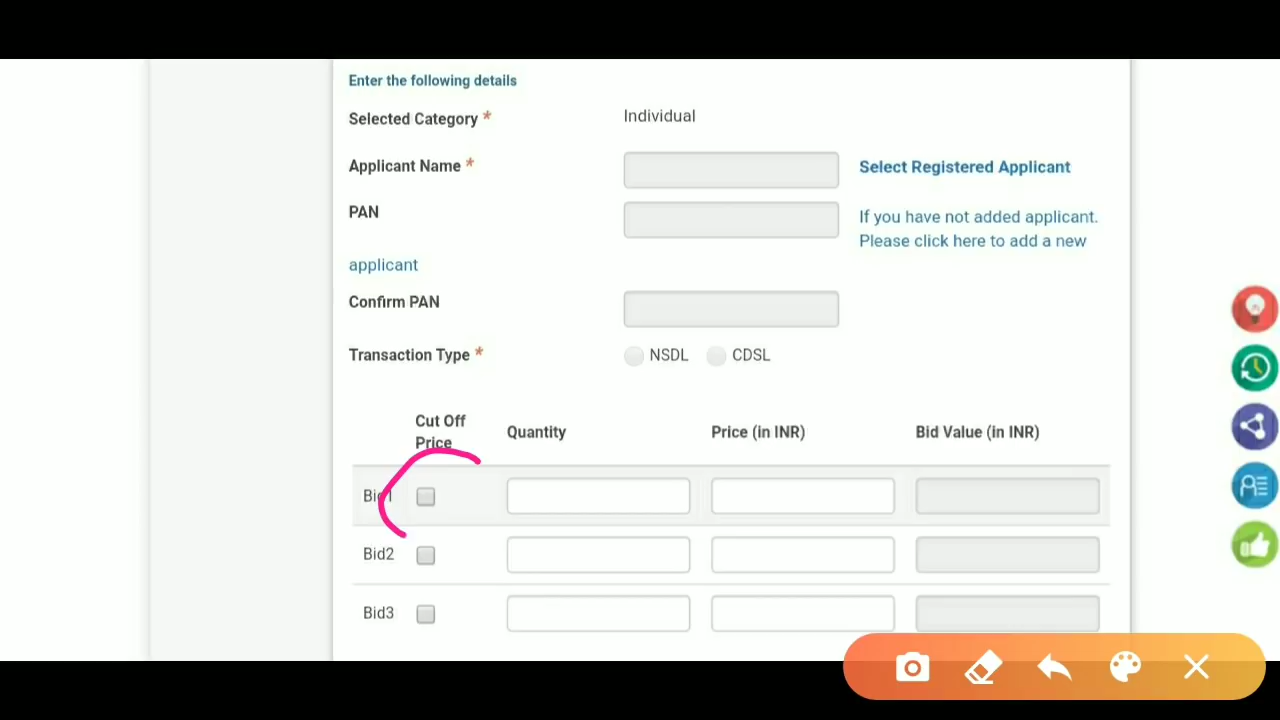 Enter the following details
Selected Category * Individual
Applicant Name * Select Registered Applicant
PAN If you have not added applicant.
Please click here to add a new
applicant
Confirm PAN
Transaction Type * NSDL CDSL
Cut Off
Price Quantity Price (in INR) Bid Value (in INR)
Bid1
Bid2
Bid3